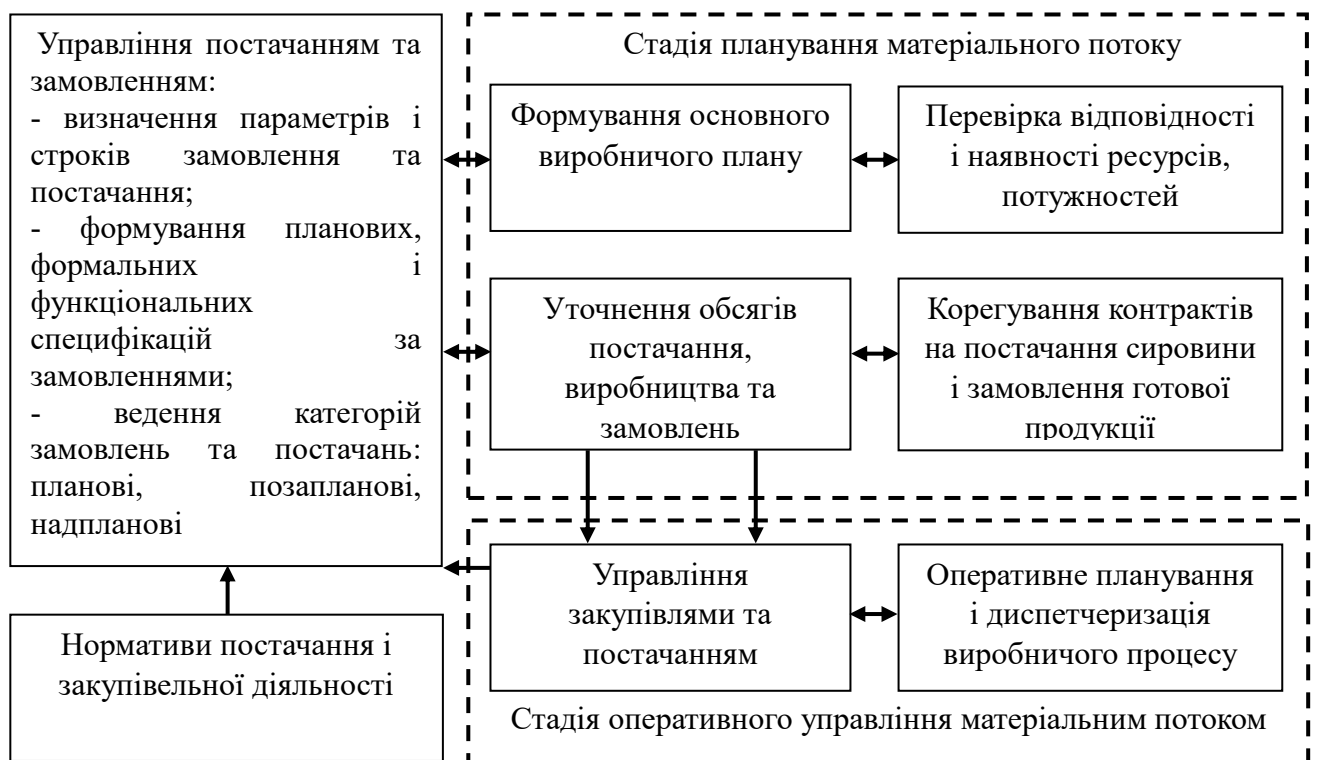 Управління постачанням та
замовленням:
- визначення параметрів і
строків замовлення та
постачання;
- формування планових,
формальних і
функціональних
специфікацій за
замовленнями;
- ведення категорій
замовлень та постачань:
планові, позапланові,
надпланові
Нормативи постачання і
закупівельної діяльності
Стадія планування матеріального потоку
Формування основного
виробничого плану
Перевірка відповідності
і наявності ресурсів,
потужностей
Уточнення обсягів
постачання,
виробництва та
замовлень
Корегування контрактів
на постачання сировини
і замовлення готової
продукції
Управління
закупівлями та
постачанням
Оперативне планування
і диспетчеризація
виробничого процесу
Стадія оперативного управління матеріальним потоком